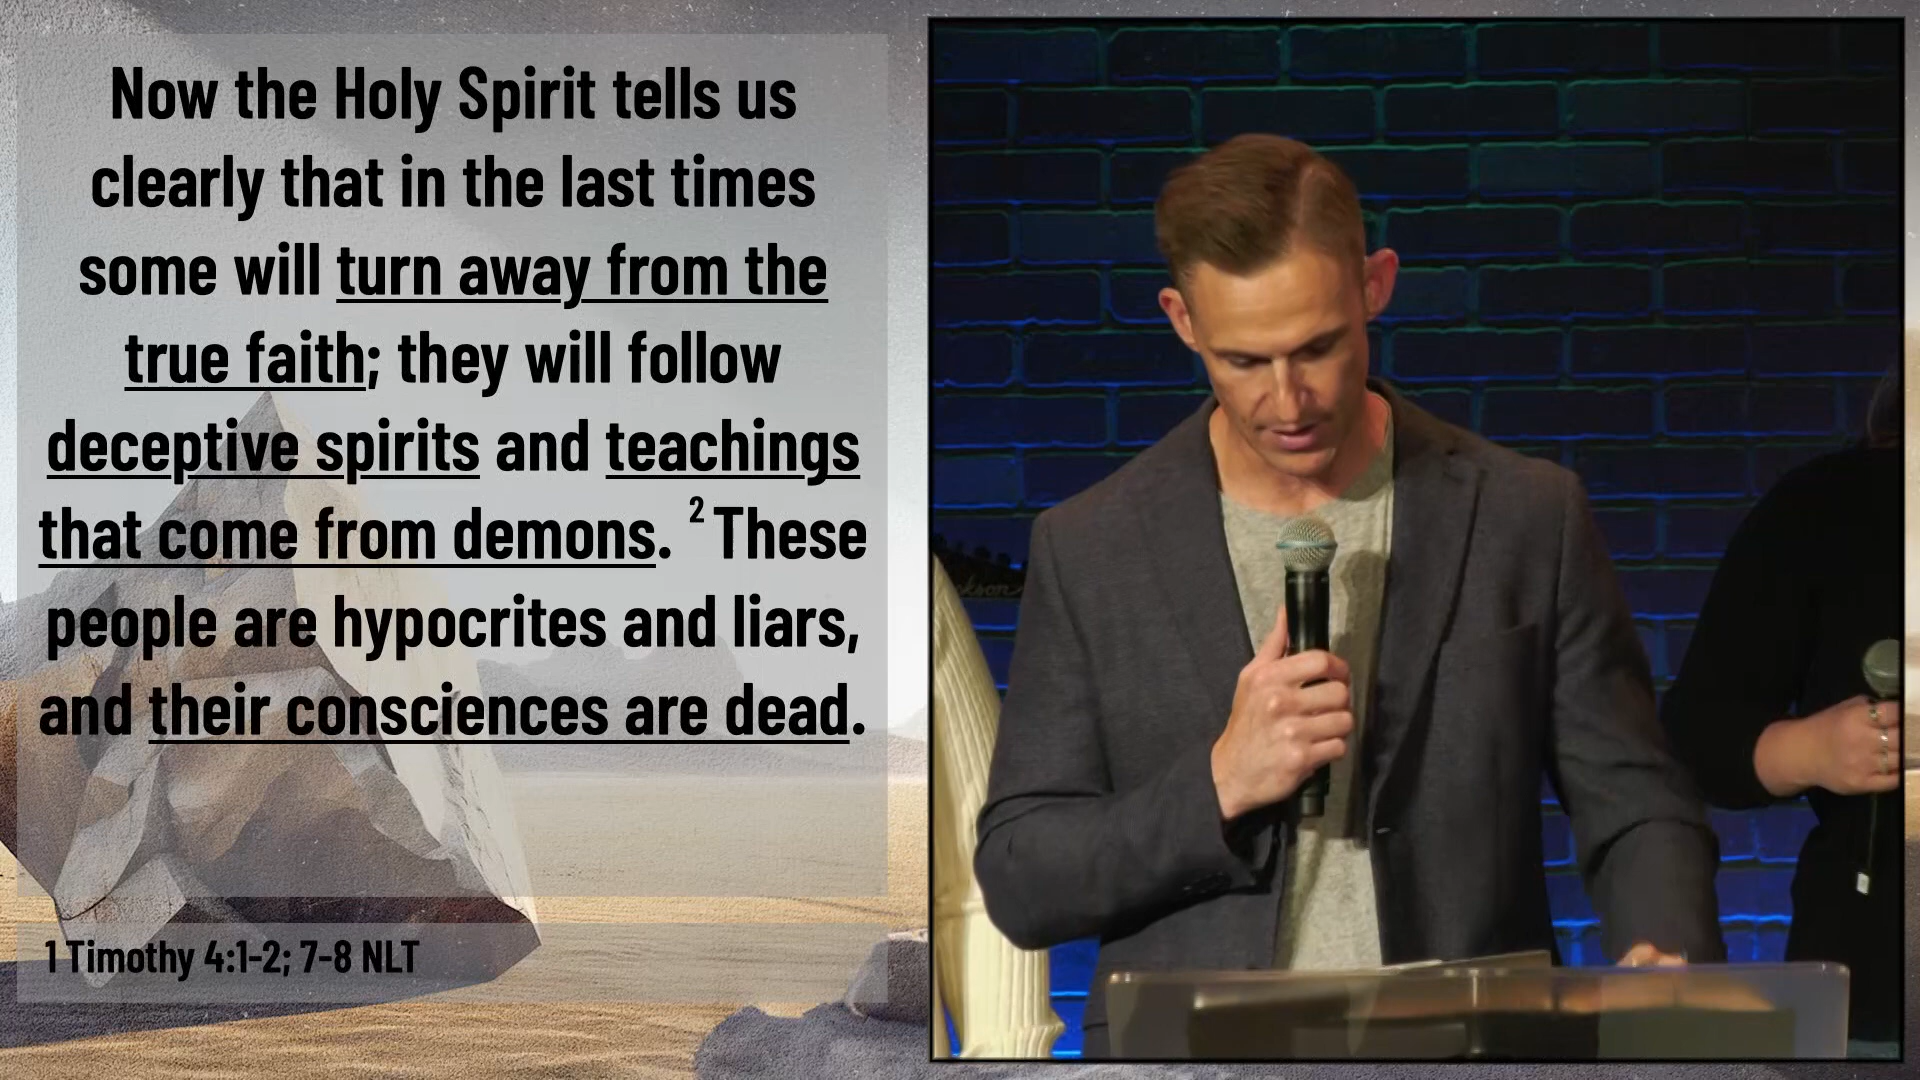 Now the Holy Spirit tells us
clearly that in the last times
some will turn away from the
true faith; they will follow
deceptive spirits and teachings
that come from demons. ² These
people are hypocrites and liars,
and their consciences are dead.
1 Timothy 4:1-2; 7-8 NLT